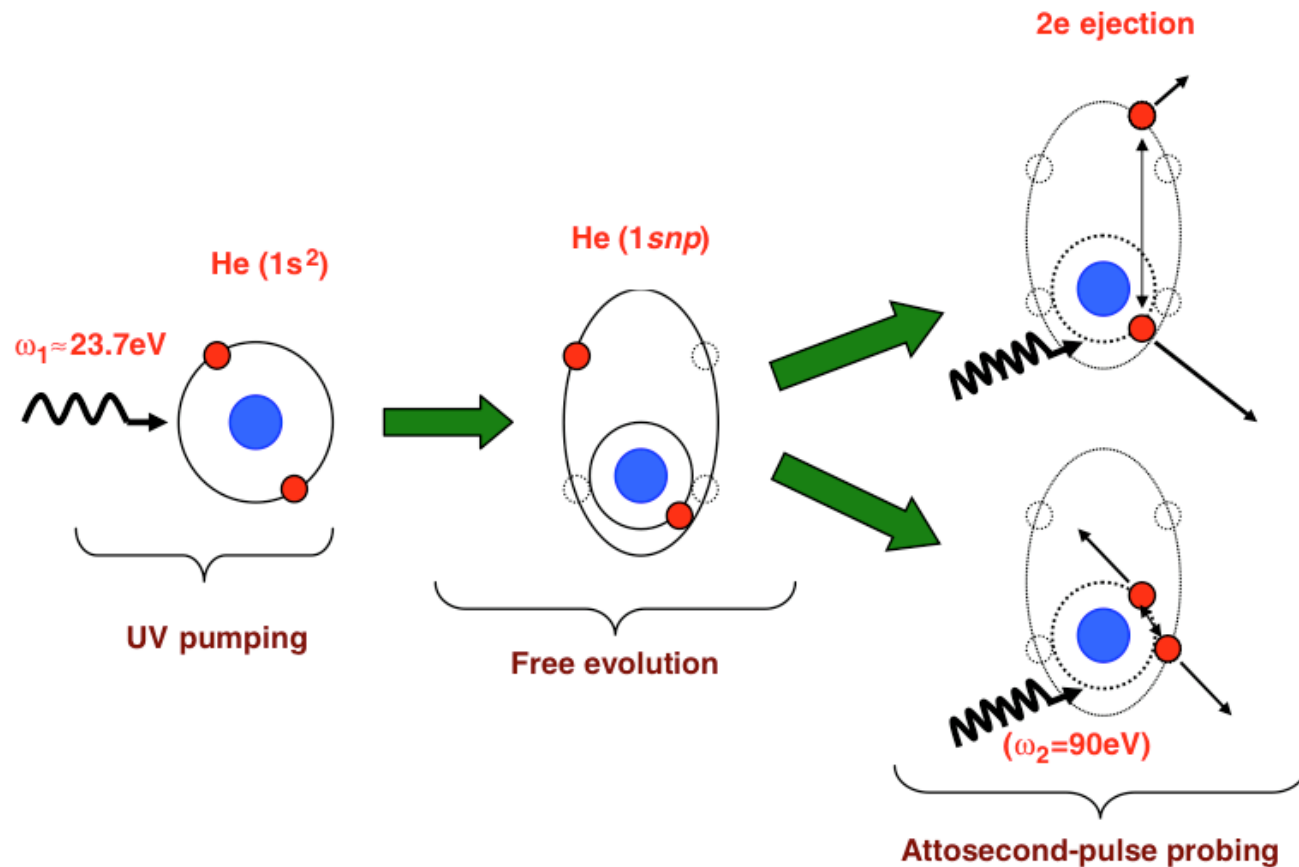 2e ejection
He (1snp)
He (1s²)
ω₁≈23.7eV
UV pumping
Free evolution
(ω₂=90eV)
Attosecond-pulse probing